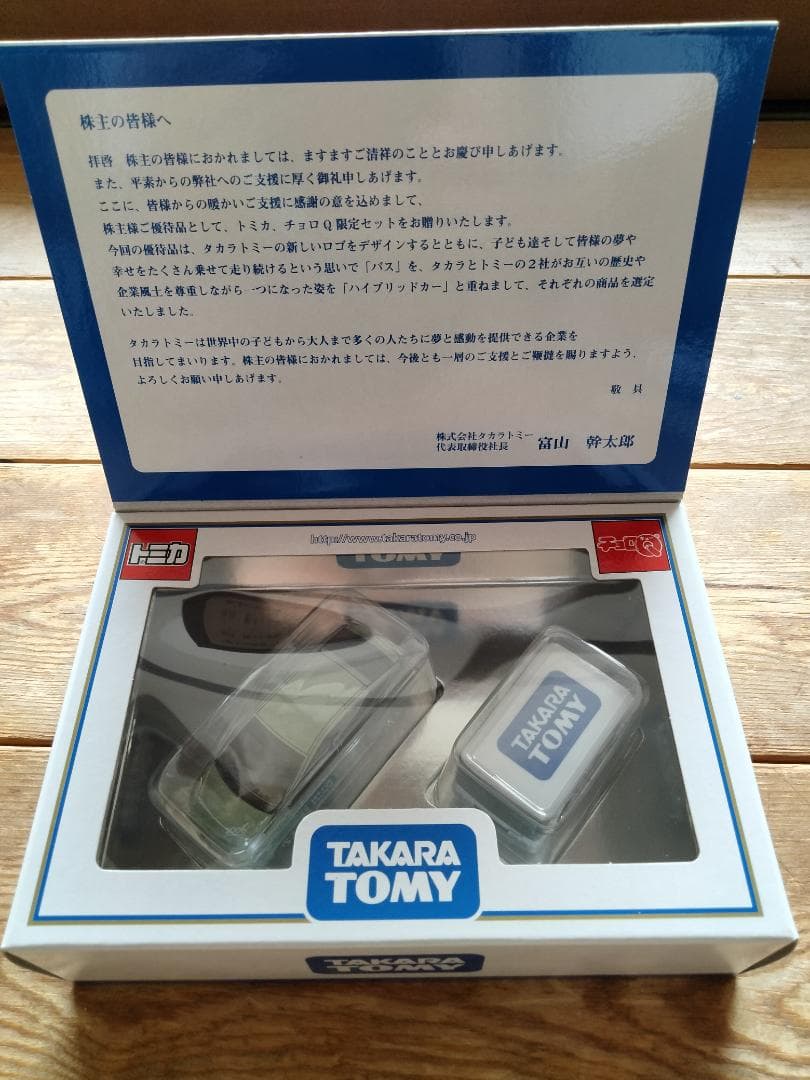 株主の皆様へ
拝啓　株主の皆様におかれましては、ますますご清祥のこととお慶び申しあげます。
また、平素からの弊社へのご支援に厚く御礼申しあげます。
ここに、皆様からの暖かいご支援に感謝の意を込めまして、
株主様ご優待品として、トミカ、チョロQ限定セットをお贈りいたします。
今回の優待品は、タカラトミーの新しいロゴをデザインするとともに、子ども達そして皆様の夢や
幸せをたくさん乗せて走り続けるという思いで「バス」を、タカラとトミーの２社がお互いの歴史や
企業風土を尊重しながら一つになった姿を「ハイブリッドカー」と重ねまして、それぞれの商品を選定
いたしました。
タカラトミーは世界中の子どもから大人まで多くの人たちに夢と感動を提供できる企業を
目指してまいります。株主の皆様におかれましては、今後とも一層のご支援とご鞭撻を賜りますよう、
よろしくお願い申しあげます。
敬　具
株式会社タカラトミー
代表取締役社長　富山　幹太郎
トミカ
http://www.takaratomy.co.jp
チョロQ
TOMY
TAKARA
TOMY
TAKARA
TOMY
TAKARA
TOMY